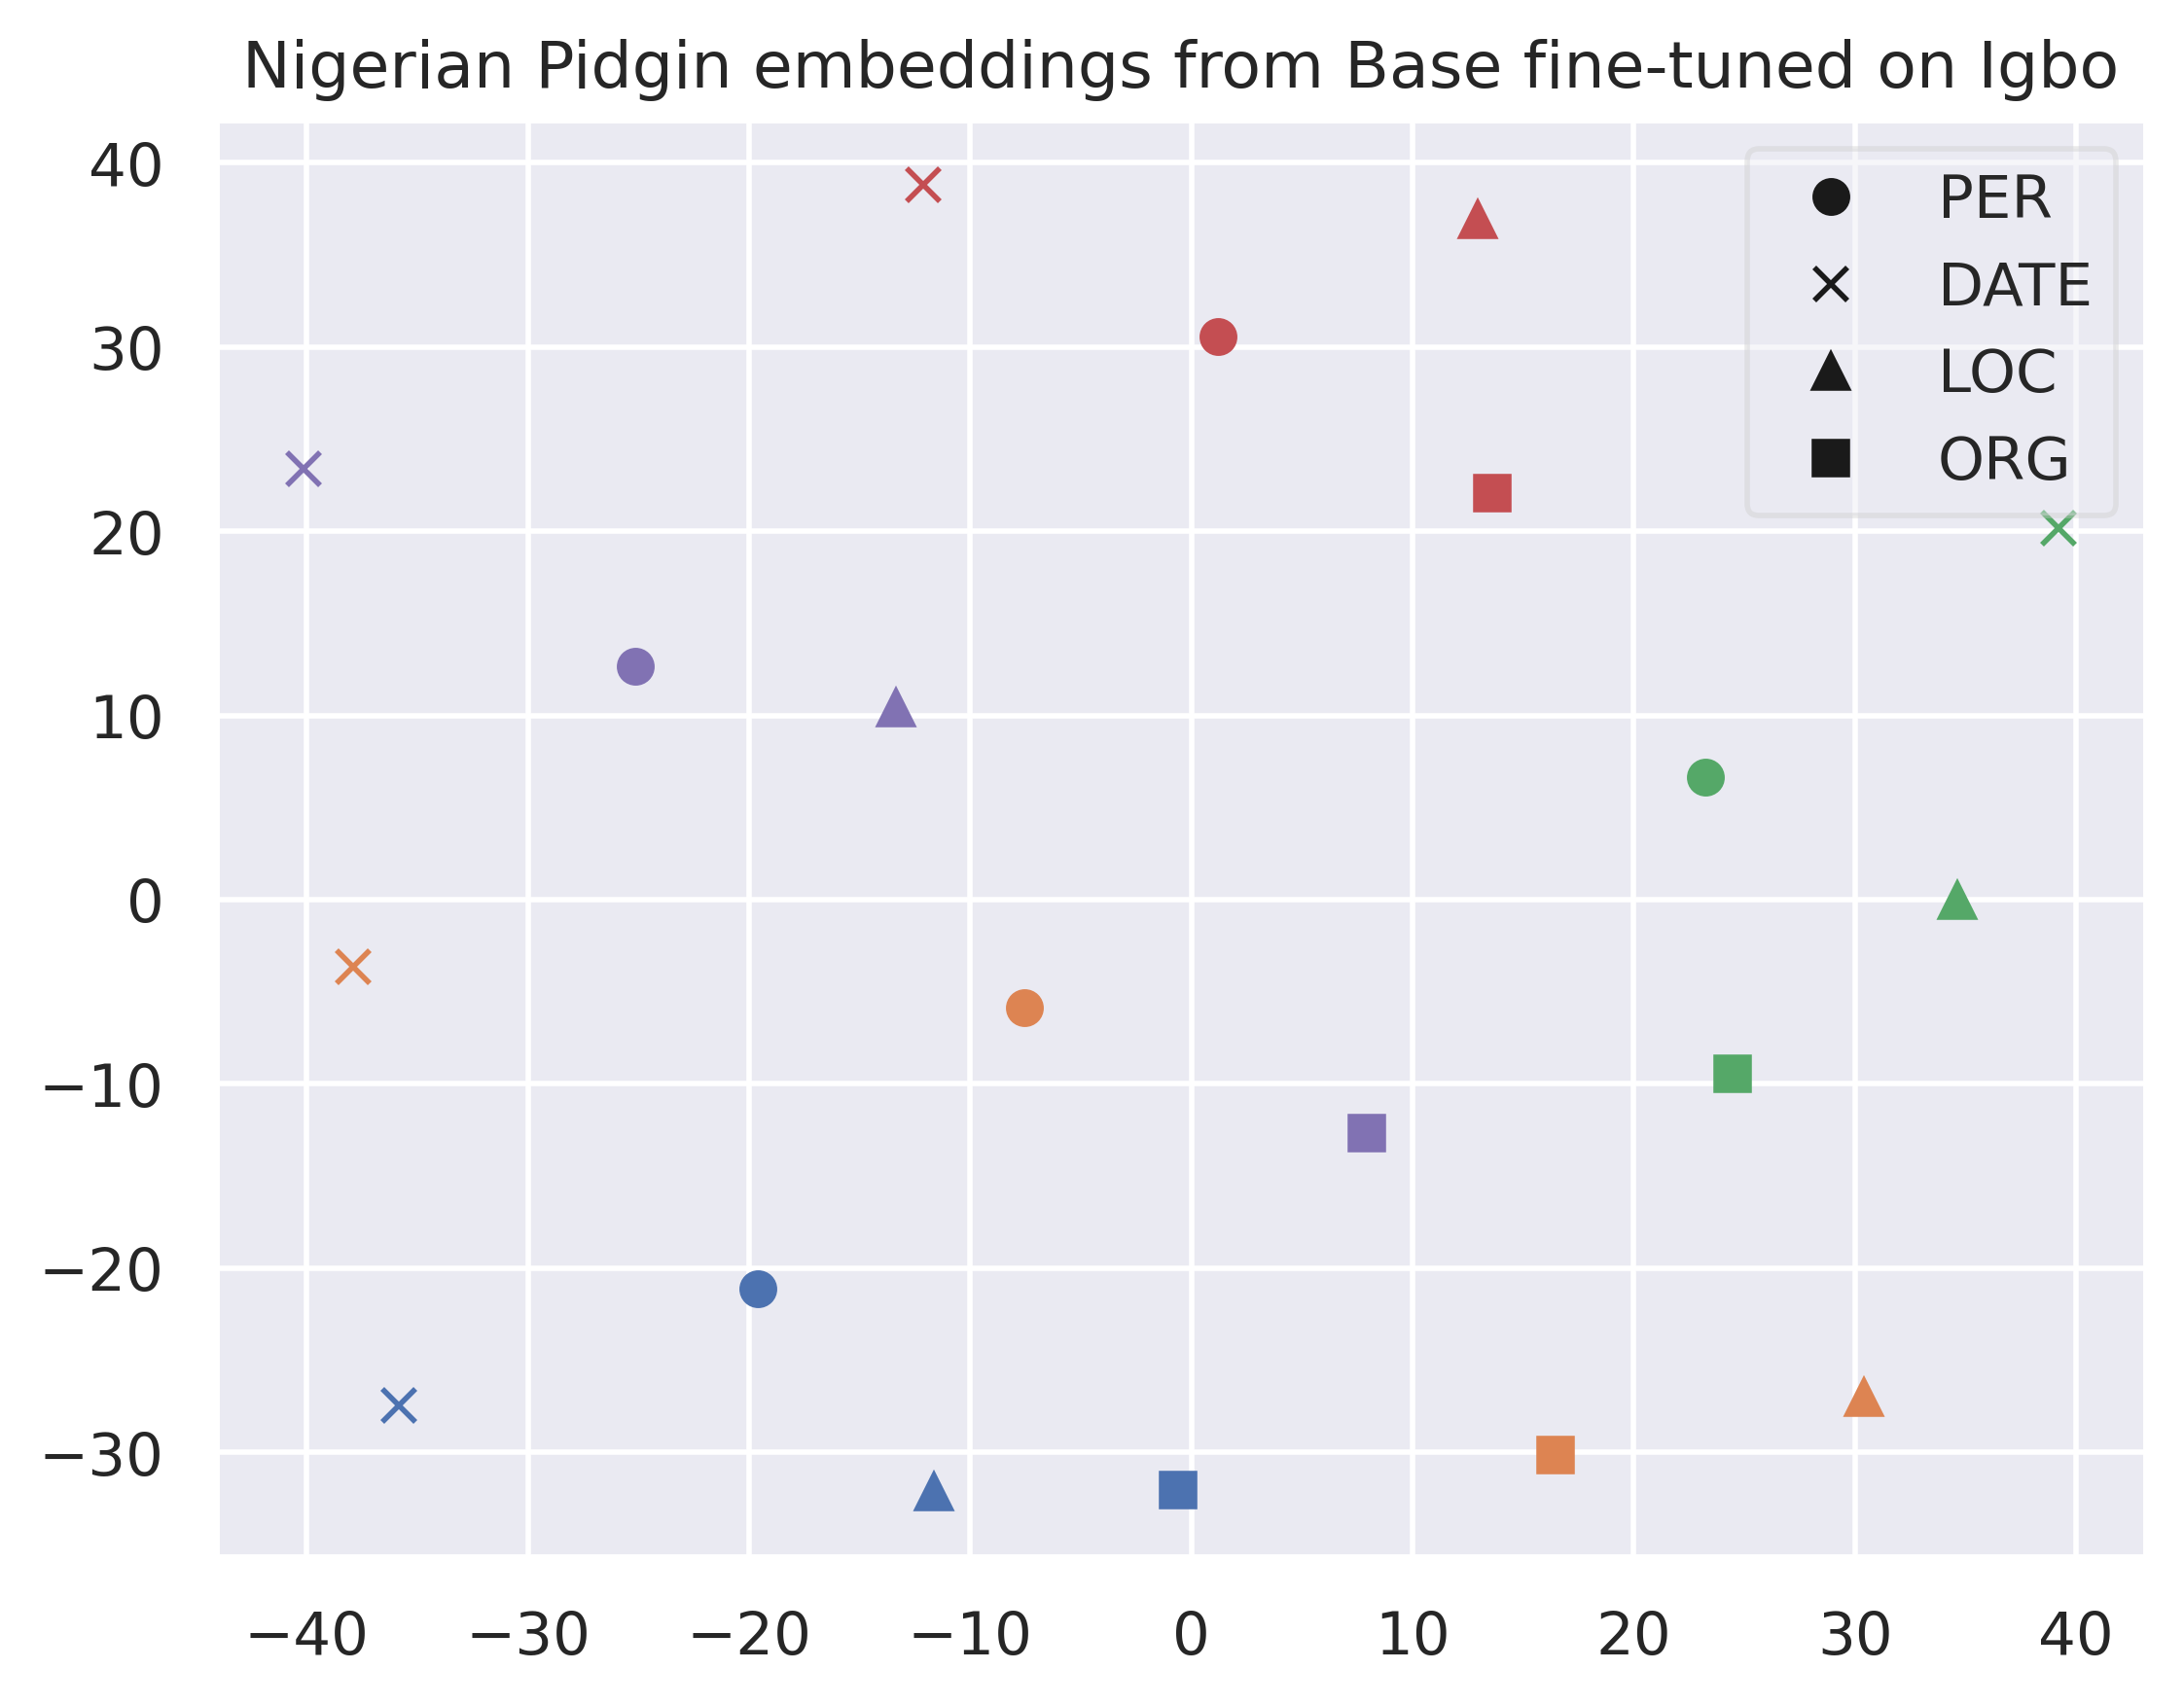 Nigerian Pidgin embeddings from Base fine-tuned on Igbo
40
30
20
10
0
−10
−20
−30
PER
DATE
LOC
ORG
−40 −30 −20 −10 0 10 20 30 40